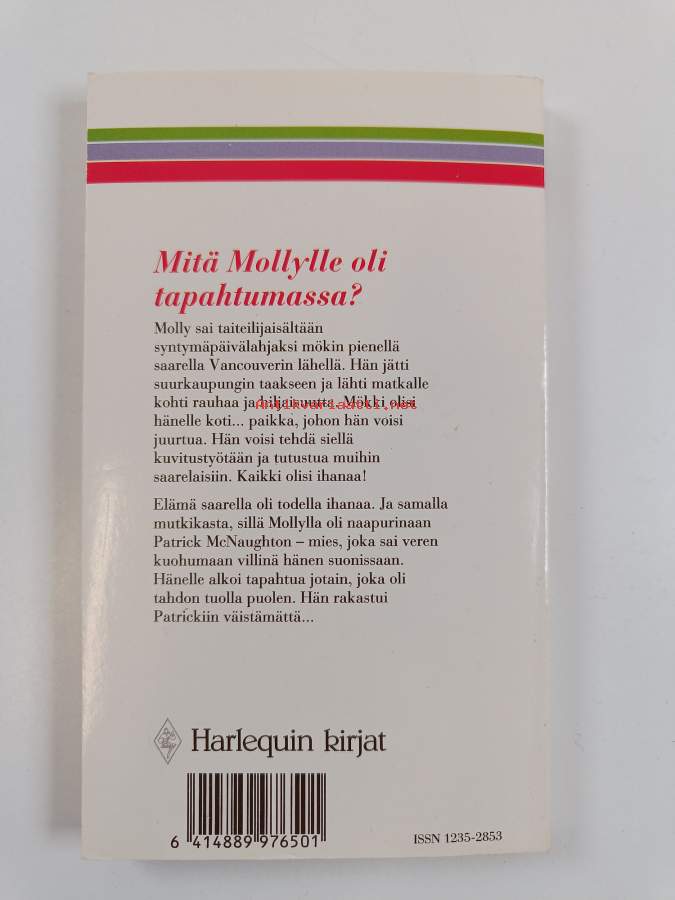 Mitä Mollylle oli
tapahtumassa?
Molly sai taiteilijaisältään
syntymäpäivälahjaksi mökin pienellä
saarella Vancouverin lähellä. Hän jätti
suurkaupungin taakseen ja lähti matkalle
kohti rauhaa ja hiljaisuutta. Mökki olisi
Antikvariaatti.net
hänelle koti... paikka, johon hän voisi
juurtua. Hän voisi tehdä siellä
kuvitustyötään ja tutustua muihin
saarelaisiin. Kaikki olisi ihanaa!
Elämä saarella oli todella ihanaa. Ja samalla
mutkikasta, sillä Mollylla oli naapurinaan
Patrick McNaughton – mies, joka sai veren
kuohumaan villinä hänen suonissaan.
Hänelle alkoi tapahtua jotain, joka oli
tahdon tuolla puolen. Hän rakastui
Patrickiin väistämättä...
Harlequin kirjat
6 414889 976501
ISSN 1235-2853